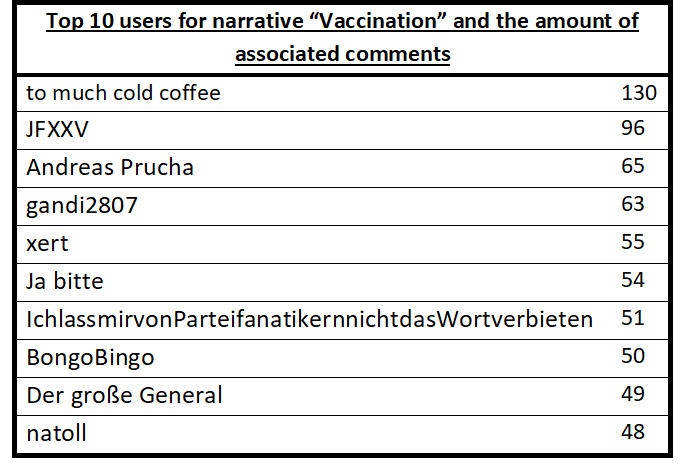 Top 10 users for narrative “Vaccination” and the amount of
associated comments
to much cold coffee 130
JFXXV 96
Andreas Prucha 65
gandi2807 63
xert 55
Ja bitte 54
IchlassmirvonParteifanatikernnichtdasWortverbieten 51
BongoBingo 50
Der große General 49
natoll 48